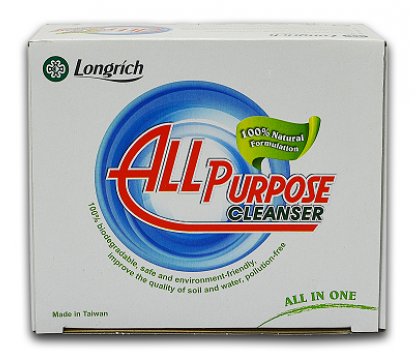 Longrich
100% Natural
Formulation
ALL PURPOSE
CLEANSER
100% biodegradable, safe and environment-friendly,
improve the quality of soil and water, pollution-free
ALL IN ONE
Made in Taiwan